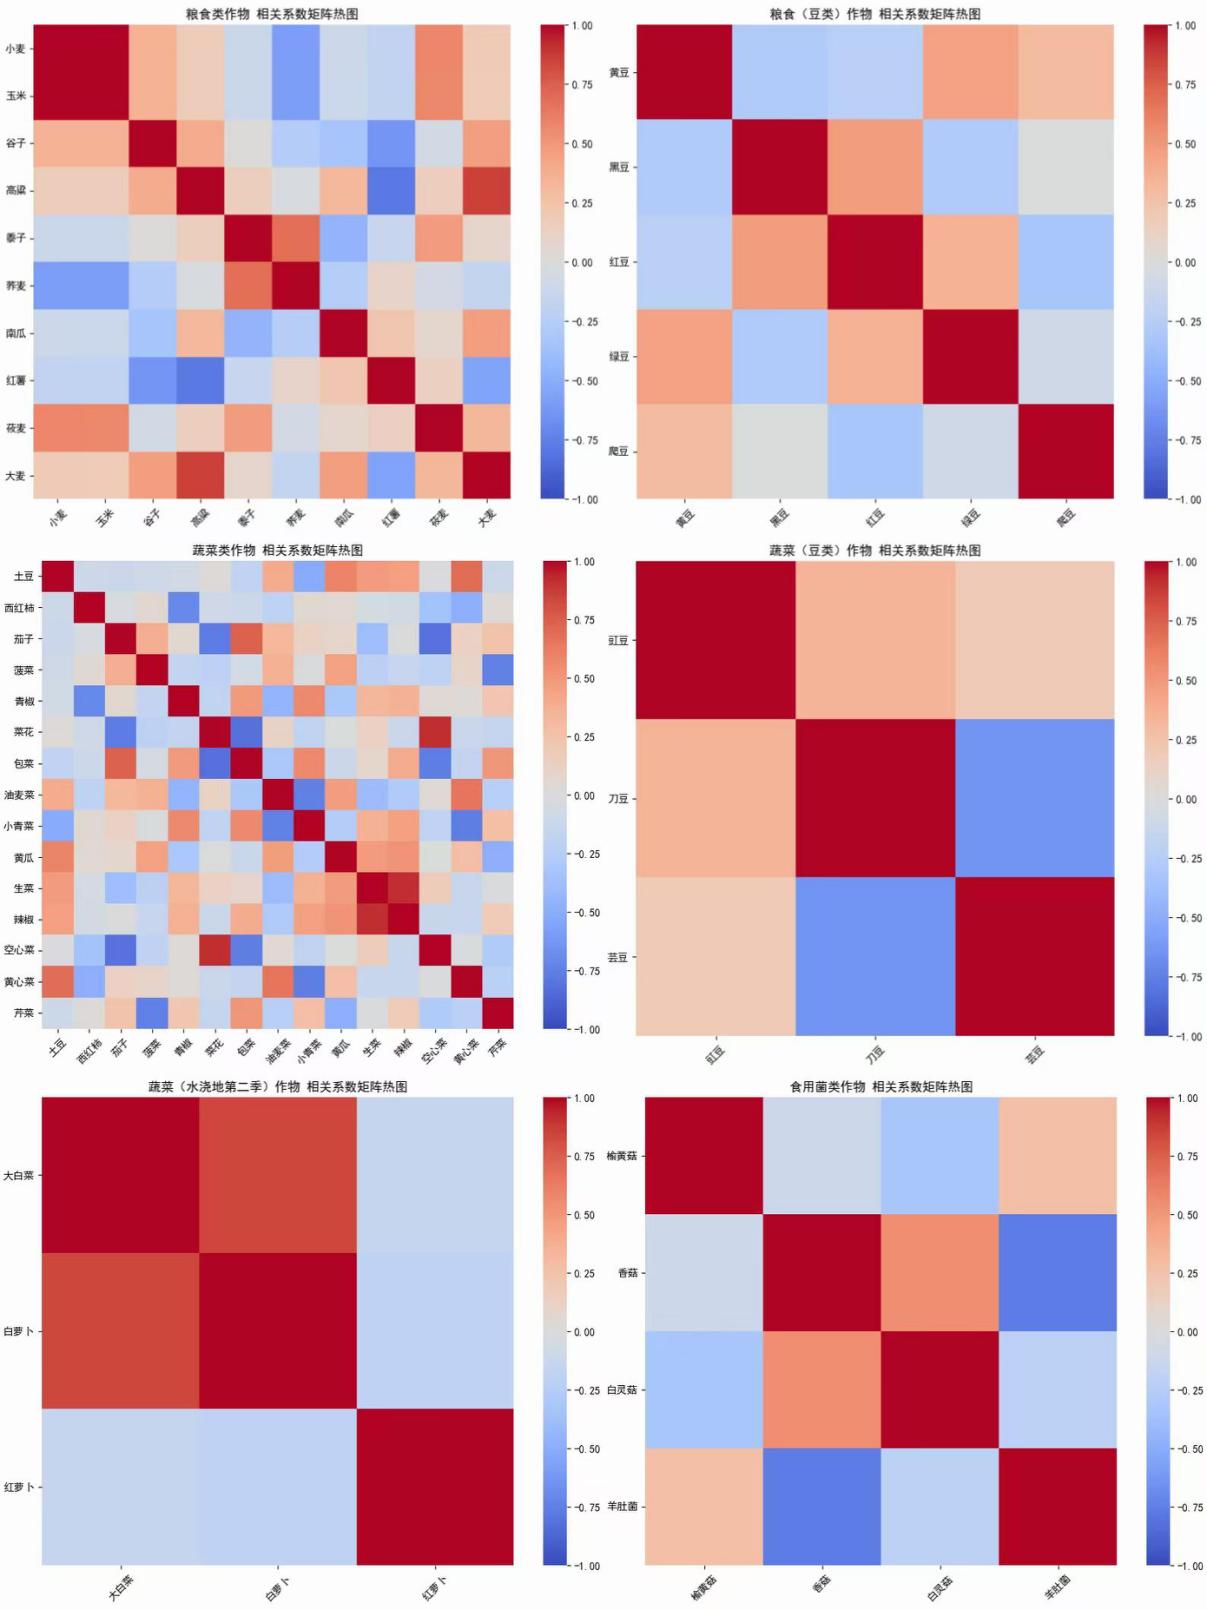 粮食类作物 相关系数矩阵热图
小麦
玉米
谷子
高粱
黍子
荞麦
南瓜
红薯
莜麦
大麦
小麦 玉米 谷子 高粱 黍子 荞麦 南瓜 红薯 莜麦 大麦
1.00
0.75
0.50
0.25
0.00
−0.25
−0.50
−0.75
−1.00
粮食（豆类）作物 相关系数矩阵热图
黄豆
黑豆
红豆
绿豆
爬豆
黄豆 黑豆 红豆 绿豆 爬豆
1.00
0.75
0.50
0.25
0.00
−0.25
−0.50
−0.75
−1.00
蔬菜类作物 相关系数矩阵热图
土豆
西红柿
茄子
菠菜
青椒
菜花
包菜
油麦菜
小青菜
黄瓜
生菜
辣椒
空心菜
黄心菜
芹菜
土豆 西红柿 茄子 菠菜 青椒 菜花 包菜 油麦菜 小青菜 黄瓜 生菜 辣椒 空心菜 黄心菜 芹菜
1.00
0.75
0.50
0.25
0.00
−0.25
−0.50
−0.75
−1.00
蔬菜（豆类）作物 相关系数矩阵热图
豇豆
刀豆
芸豆
豇豆 刀豆 芸豆
1.00
0.75
0.50
0.25
0.00
−0.25
−0.50
−0.75
−1.00
蔬菜（水浇地第二季）作物 相关系数矩阵热图
大白菜
白萝卜
红萝卜
大白菜 白萝卜 红萝卜
1.00
0.75
0.50
0.25
0.00
−0.25
−0.50
−0.75
−1.00
食用菌类作物 相关系数矩阵热图
榆黄菇
香菇
白灵菇
羊肚菌
榆黄菇 香菇 白灵菇 羊肚菌
1.00
0.75
0.50
0.25
0.00
−0.25
−0.50
−0.75
−1.00